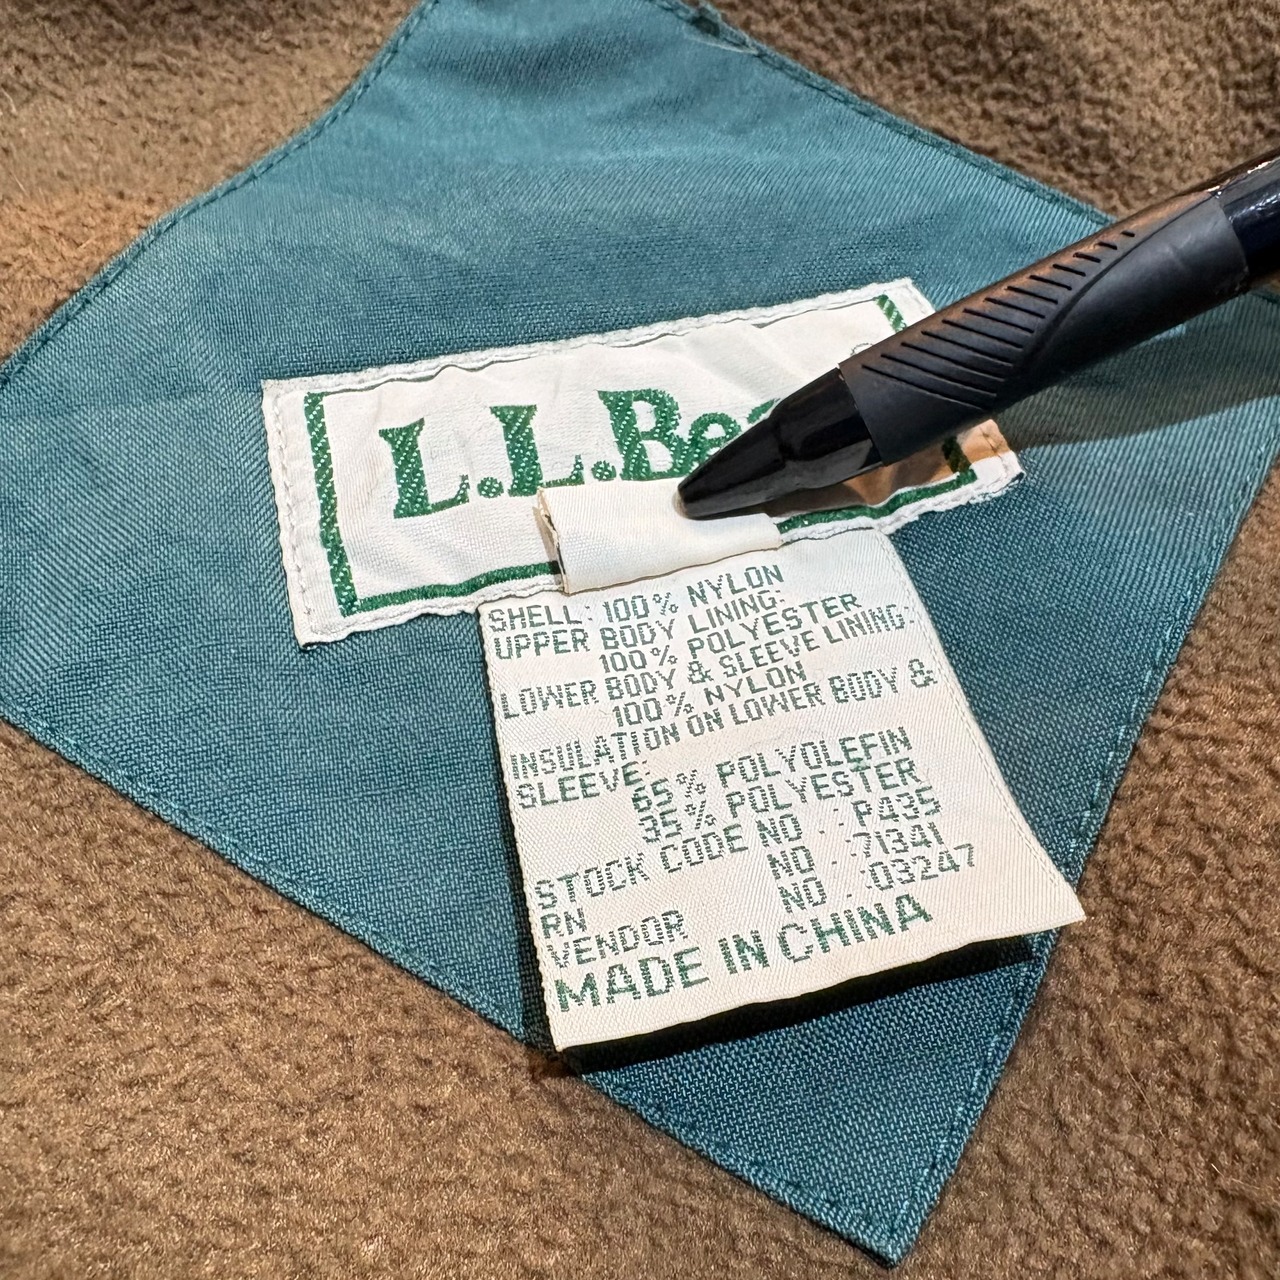 L.L.Bea
SHELL: 100% NYLON
UPPER BODY LINING:
100% POLYESTER
LOWER BODY & SLEEVE LINING:
100% NYLON
INSULATION ON LOWER BODY &
SLEEVE:
65% POLYOLEFIN
35% POLYESTER
STOCK CODE NO : P435
RN NO : 71341
VENDOR NO : 03247
MADE IN CHINA